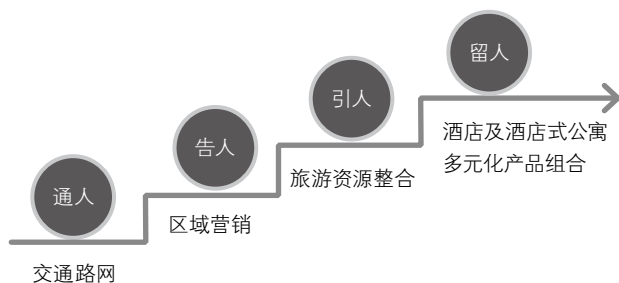 通人
交通路网
告人
区域营销
引人
旅游资源整合
留人
酒店及酒店式公寓
多元化产品组合